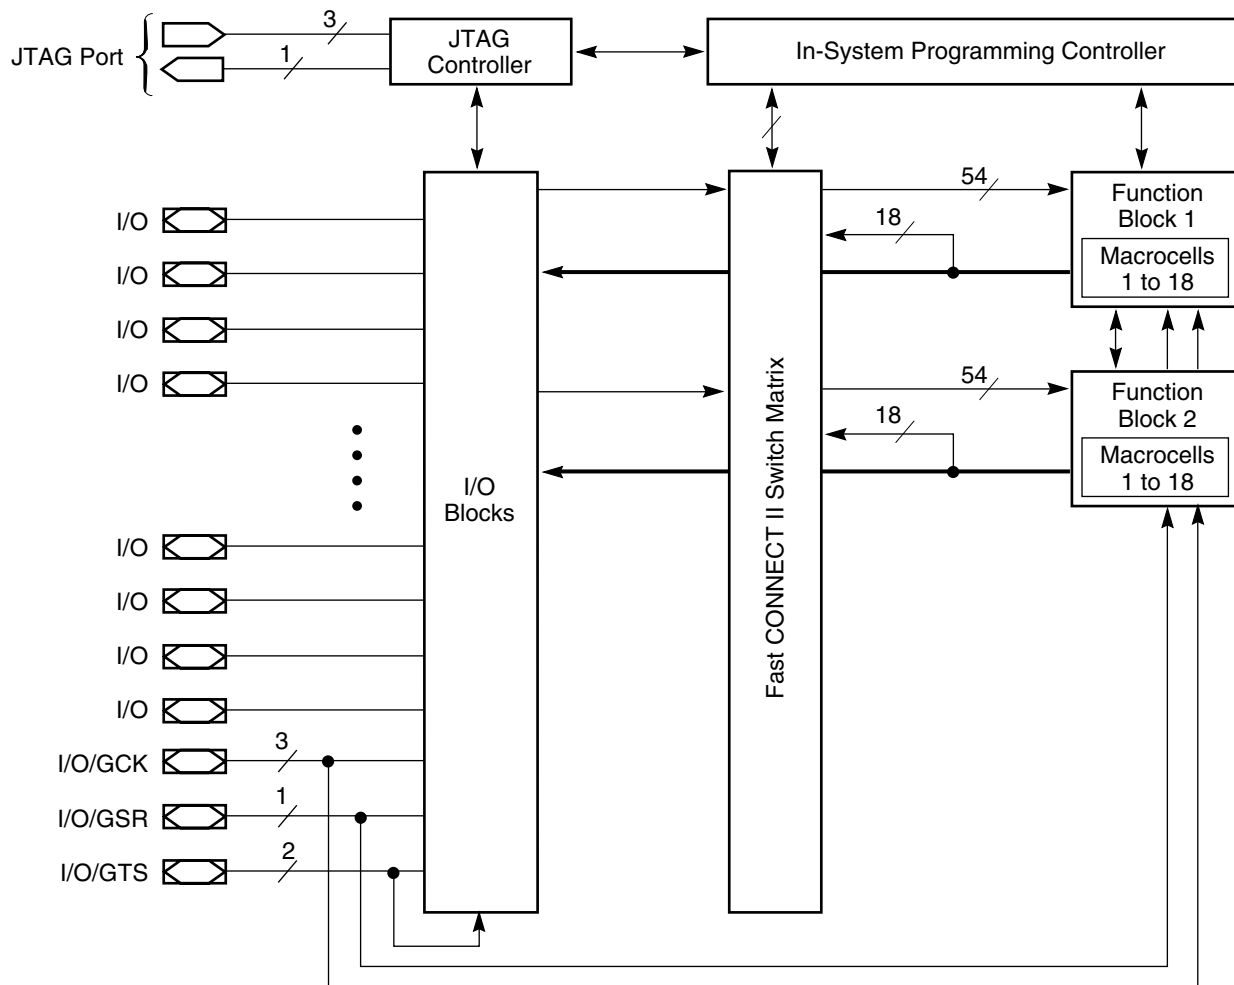 JTAG Port
3
1
JTAG
Controller
In-System Programming Controller
I/O
I/O
I/O
I/O
I/O
I/O
I/O
I/O
I/O/GCK
3
I/O/GSR
1
I/O/GTS
2
I/O
Blocks
Fast CONNECT II Switch Matrix
54
18
Function
Block 1
Macrocells
1 to 18
54
18
Function
Block 2
Macrocells
1 to 18